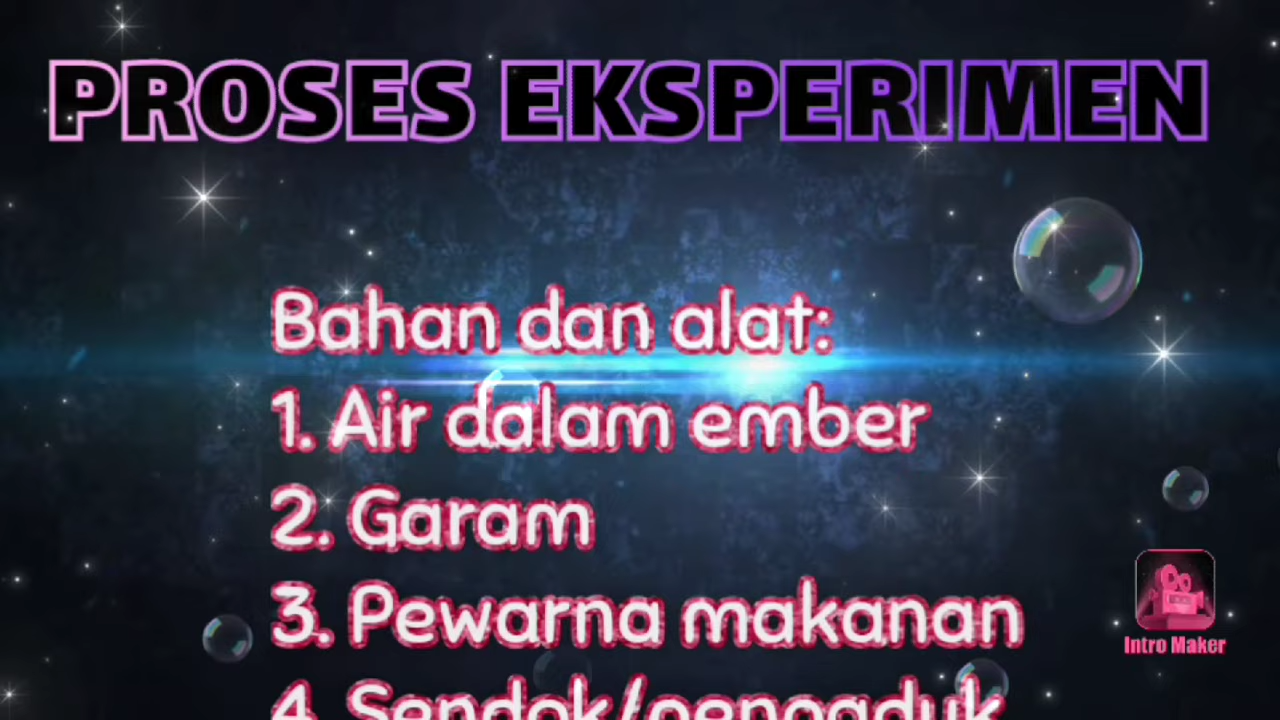 PROSES EKSPERIMEN
Bahan dan alat:
1. Air dalam ember
2. Garam
3. Pewarna makanan
4. Sendok/pengaduk
Intro Maker